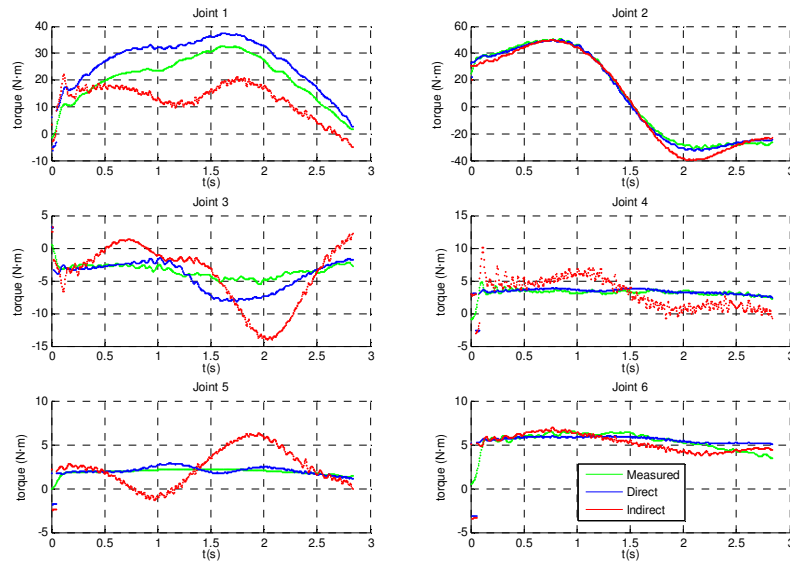 Joint 1
40
30
20
10
0
-10
torque (N·m)
0 0.5 1 1.5 2 2.5 3
t(s)
Joint 2
60
40
20
0
-20
-40
torque (N·m)
0 0.5 1 1.5 2 2.5 3
t(s)
Joint 3
5
0
-5
-10
-15
torque (N·m)
0 0.5 1 1.5 2 2.5 3
t(s)
Joint 4
15
10
5
0
-5
torque (N·m)
0 0.5 1 1.5 2 2.5 3
t(s)
Joint 5
10
5
0
-5
torque (N·m)
0 0.5 1 1.5 2 2.5 3
t(s)
Joint 6
10
5
0
-5
torque (N·m)
0 0.5 1 1.5 2 2.5 3
t(s)
Measured
Direct
Indirect